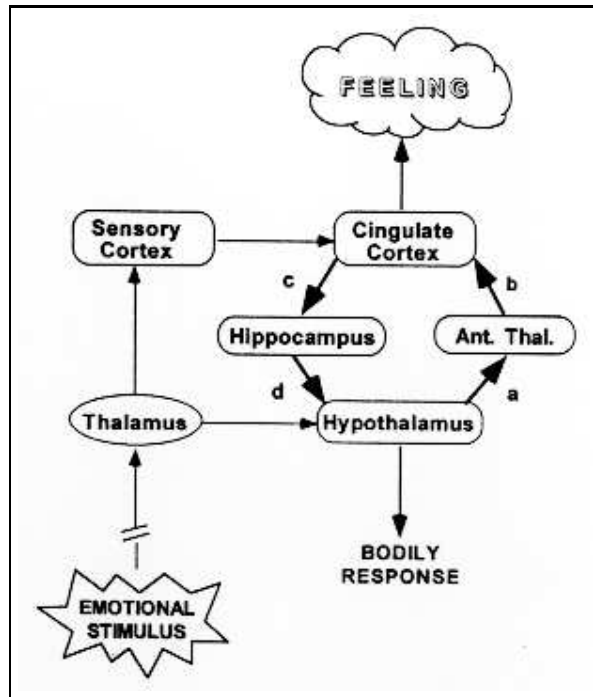 FEELING
Sensory
Cortex
Cingulate
Cortex
c
b
Hippocampus
Ant. Thal.
d
a
Thalamus
Hypothalamus
BODILY
RESPONSE
EMOTIONAL
STIMULUS